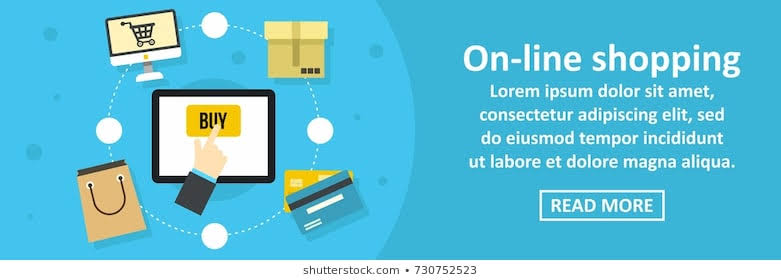 BUY
On-line shopping
Lorem ipsum dolor sit amet,
consectetur adipiscing elit, sed
do eiusmod tempor incididunt
ut labore et dolore magna aliqua.
READ MORE
shutterstock.com • 730752523